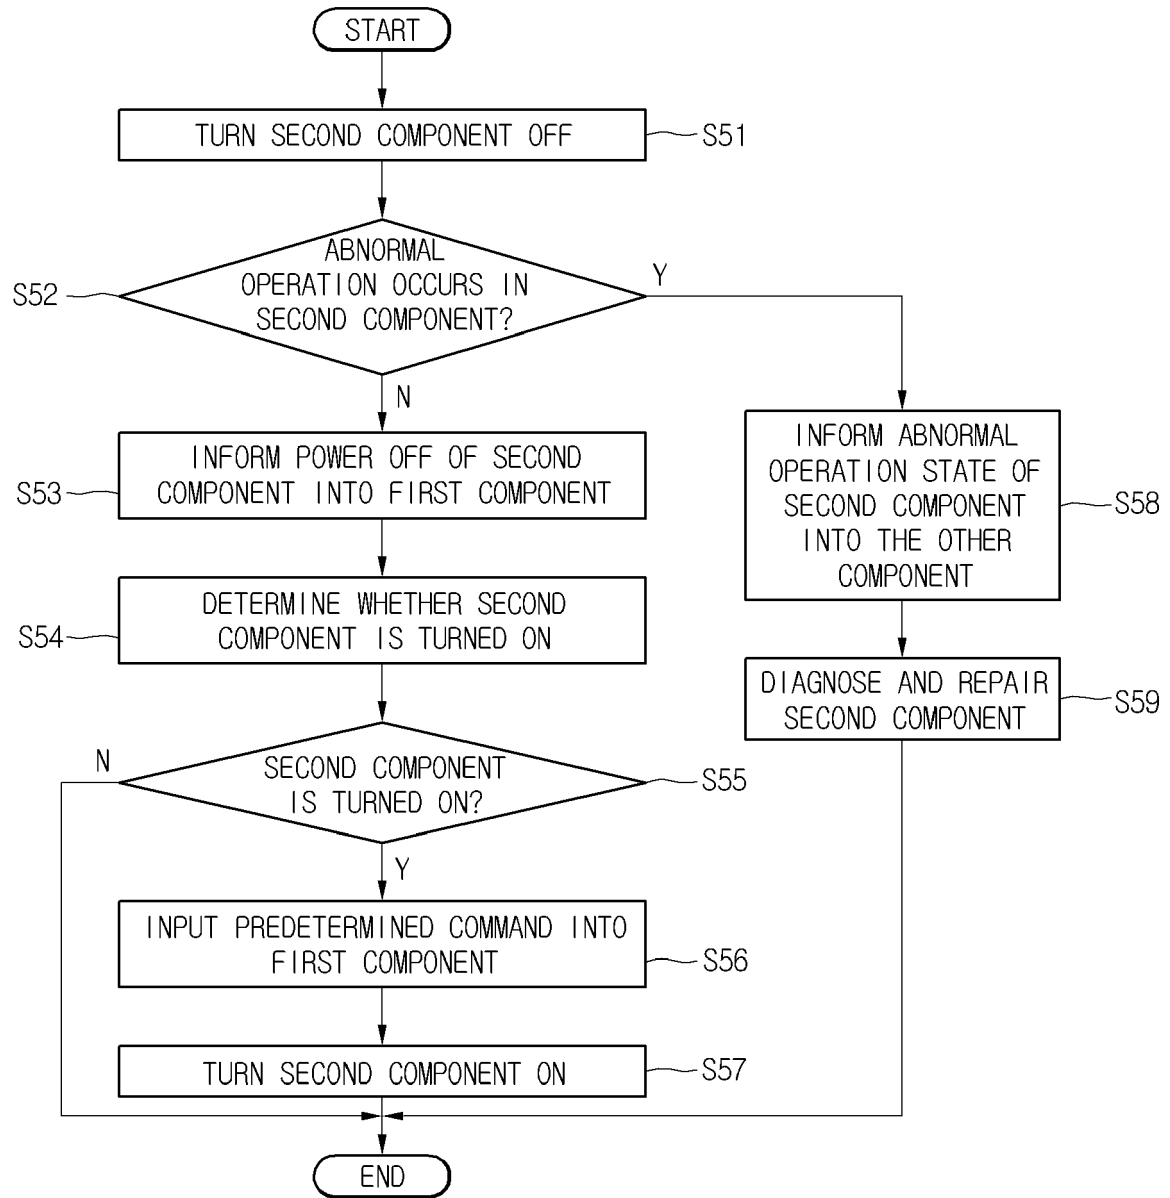 START
TURN SECOND COMPONENT OFF
S51
ABNORMAL
OPERATION OCCURS IN
SECOND COMPONENT?
S52
Y
N
INFORM POWER OFF OF SECOND
COMPONENT INTO FIRST COMPONENT
S53
INFORM ABNORMAL
OPERATION STATE OF
SECOND COMPONENT
INTO THE OTHER
COMPONENT
S58
DETERMINE WHETHER SECOND
COMPONENT IS TURNED ON
S54
DIAGNOSE AND REPAIR
SECOND COMPONENT
S59
N
SECOND COMPONENT
IS TURNED ON?
S55
Y
INPUT PREDETERMINED COMMAND INTO
FIRST COMPONENT
S56
TURN SECOND COMPONENT ON
S57
END